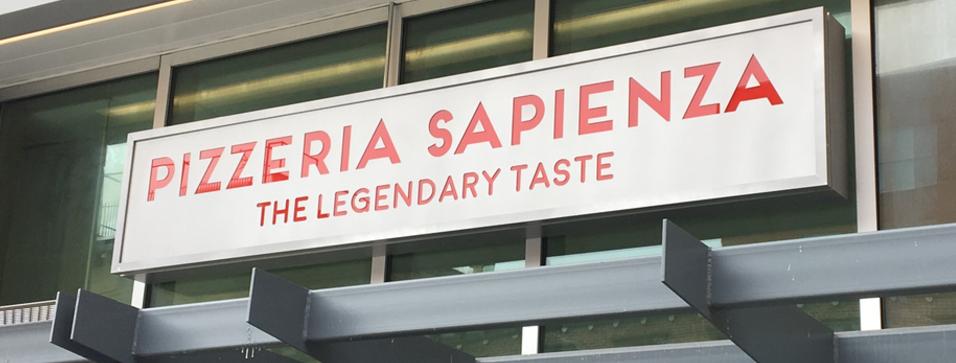 PIZZERIA SAPIENZA
THE LEGENDARY TASTE